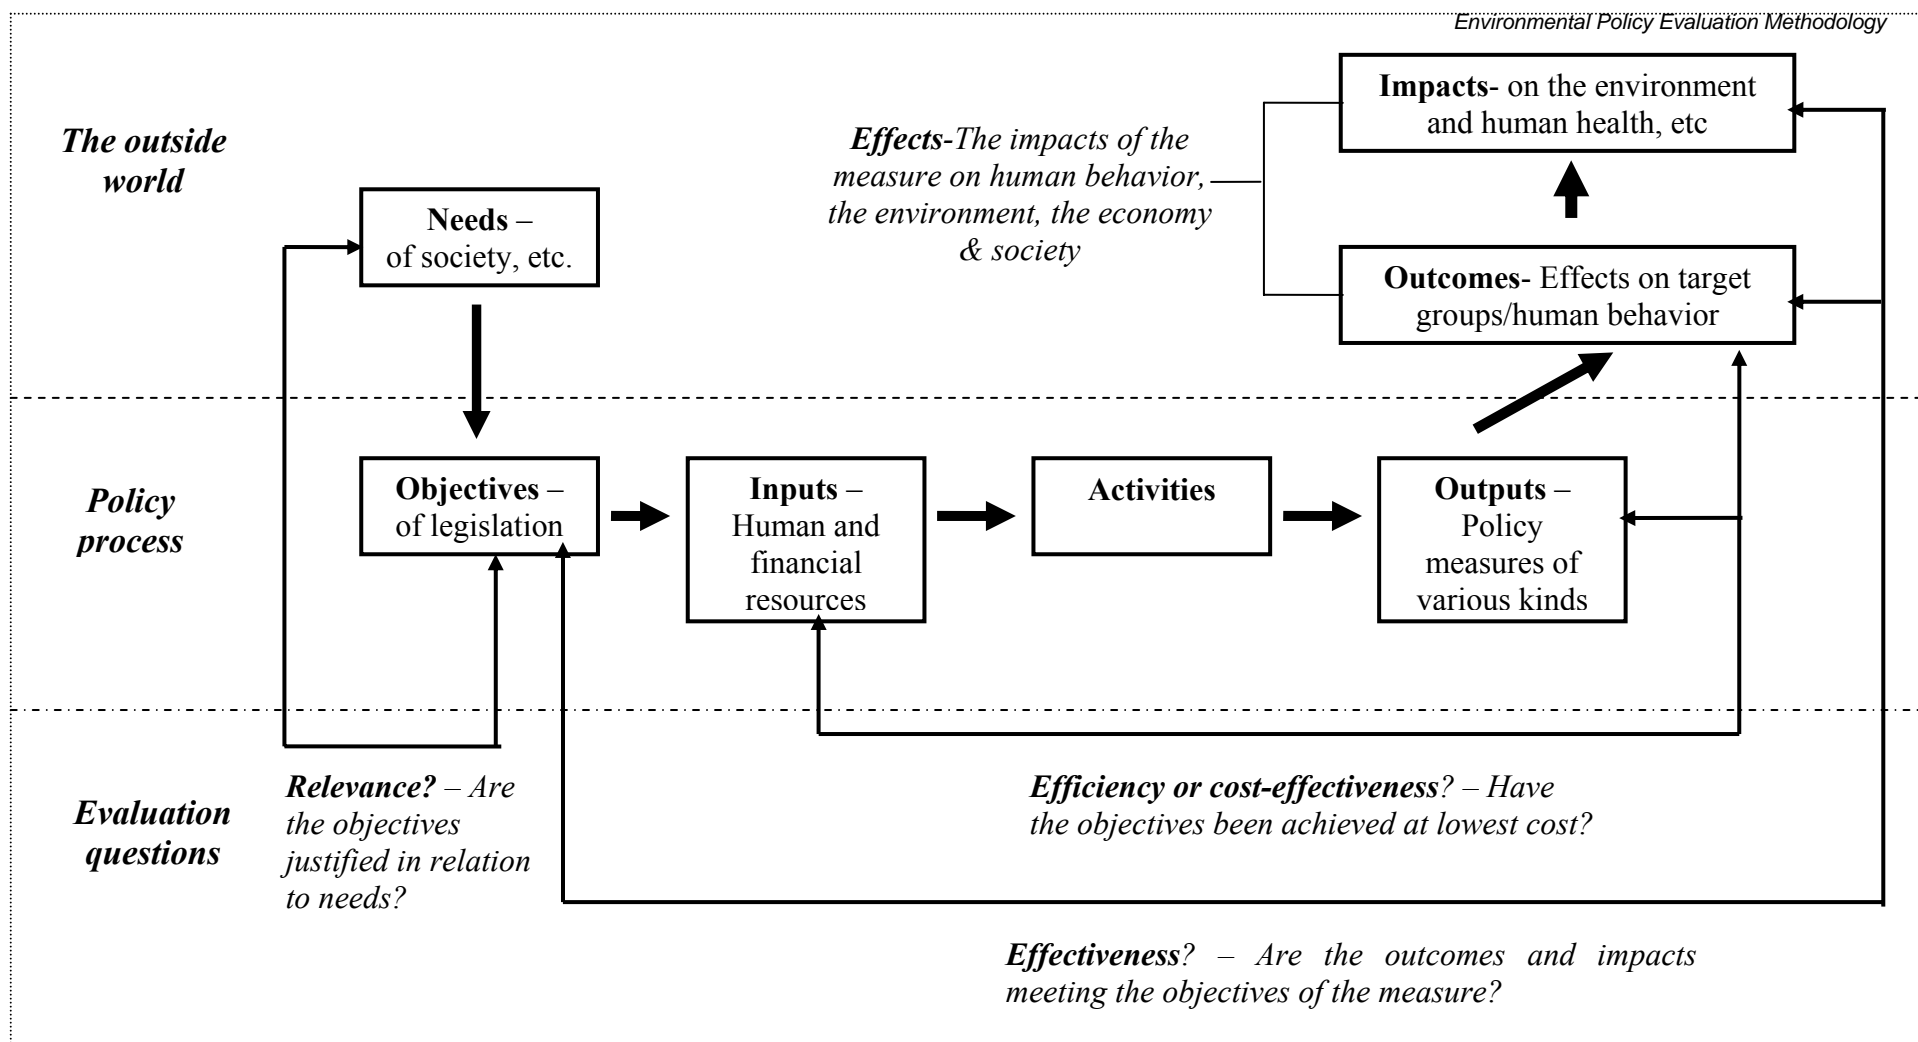 Environmental Policy Evaluation Methodology
The outside
world
Needs –
of society, etc.
Effects-The impacts of the
measure on human behavior,
the environment, the economy
& society
Impacts- on the environment
and human health, etc
Outcomes- Effects on target
groups/human behavior
Policy
process
Objectives –
of legislation
Inputs –
Human and
financial
resources
Activities
Outputs –
Policy
measures of
various kinds
Evaluation
questions
Relevance? – Are
the objectives
justified in relation
to needs?
Efficiency or cost-effectiveness? – Have
the objectives been achieved at lowest cost?
Effectiveness? – Are the outcomes and impacts
meeting the objectives of the measure?